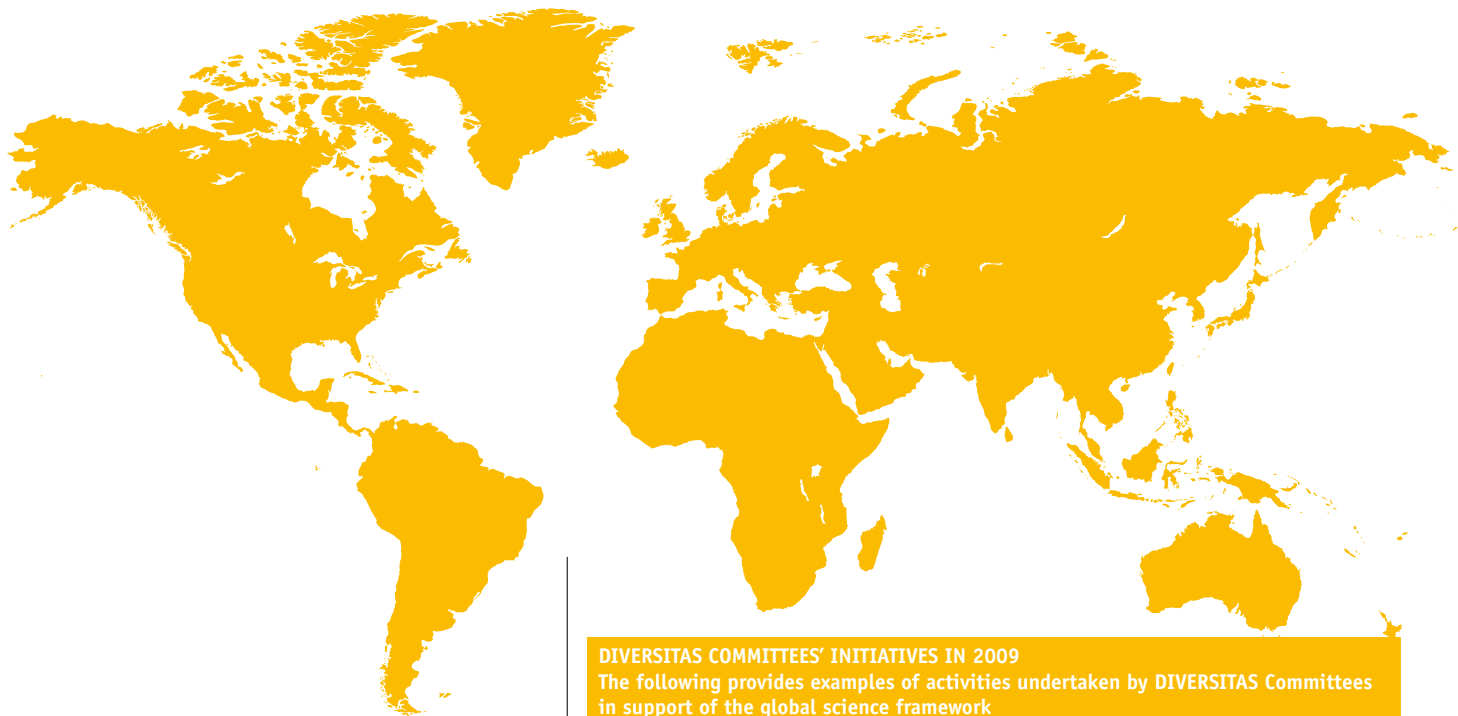 DIVERSITAS COMMITTEES’ INITIATIVES IN 2009
The following provides examples of activities undertaken by DIVERSITAS Committees
in support of the global science framework